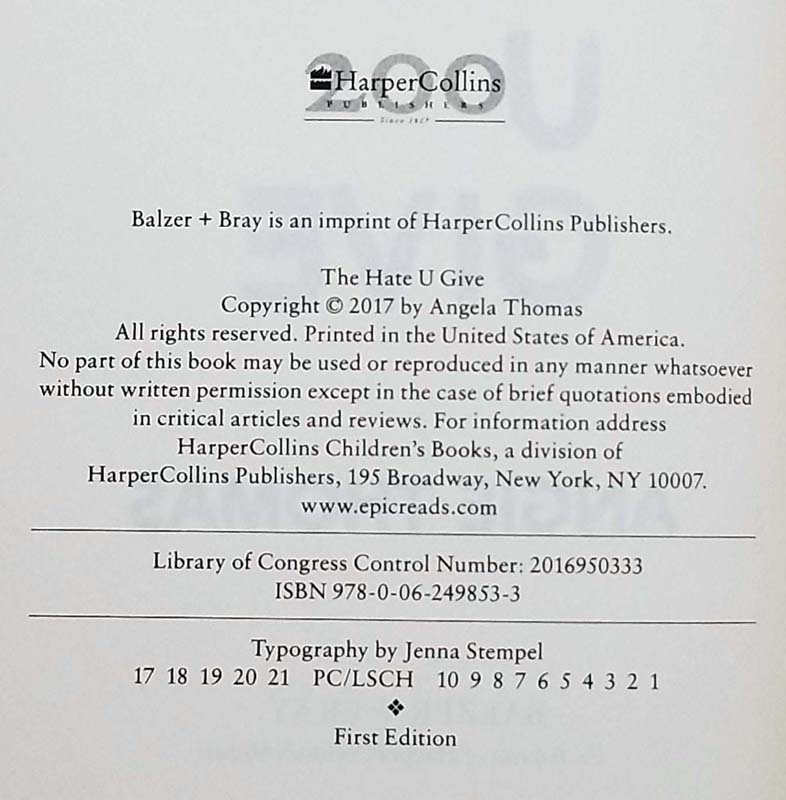 200
HarperCollins
PUBLISHERS
Since 1817
Balzer + Bray is an imprint of HarperCollins Publishers.
The Hate U Give
Copyright © 2017 by Angela Thomas
All rights reserved. Printed in the United States of America.
No part of this book may be used or reproduced in any manner whatsoever
without written permission except in the case of brief quotations embodied
in critical articles and reviews. For information address
HarperCollins Children's Books, a division of
HarperCollins Publishers, 195 Broadway, New York, NY 10007.
www.epicreads.com
Library of Congress Control Number: 2016950333
ISBN 978-0-06-249853-3
Typography by Jenna Stempel
17 18 19 20 21 PC/LSCH 10 9 8 7 6 5 4 3 2 1
❖
First Edition